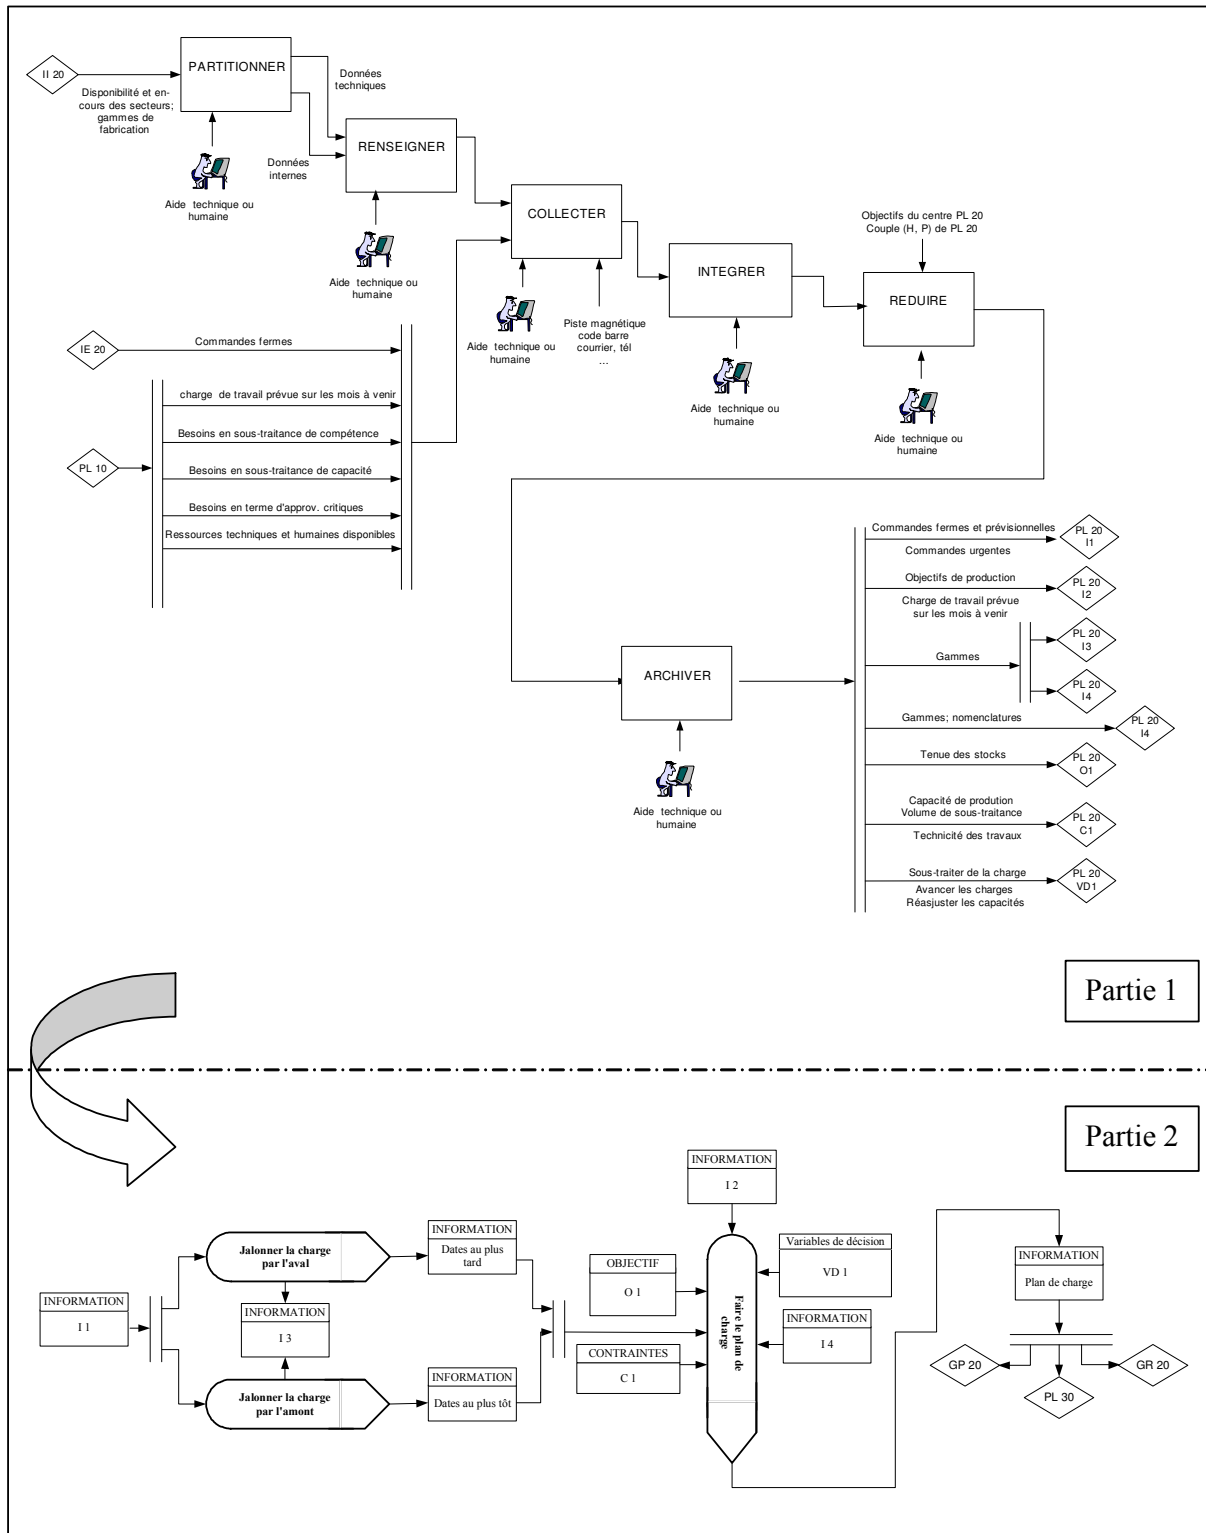 II 20
PARTITIONNER
Disponibilité et en-
cours des secteurs;
gammes de
fabrication
Données
techniques
Aide technique ou
humaine
Données
internes
RENSEIGNER
Aide technique ou
humaine
COLLECTER
Aide technique ou
humaine
Piste magnétique
code barre
courrier, tél
...
INTEGRER
Aide technique ou
humaine
Objectifs du centre PL 20
Couple (H, P) de PL 20
REDUIRE
Aide technique ou
humaine
IE 20
Commandes fermes
PL 10
charge de travail prévue sur les mois à venir
Besoins en sous-traitance de compétence
Besoins en sous-traitance de capacité
Besoins en terme d'approv. critiques
Ressources techniques et humaines disponibles
ARCHIVER
Aide technique ou
humaine
Commandes fermes et prévisionnelles
Commandes urgentes
PL 20
I1
Objectifs de production
Charge de travail prévue
sur les mois à venir
PL 20
I2
Gammes
PL 20
I3
PL 20
I4
Gammes; nomenclatures
PL 20
I4
Tenue des stocks
PL 20
O1
Capacité de prodution
Volume de sous-traitance
Technicité des travaux
PL 20
C1
Sous-traiter de la charge
Avancer les charges
Réasjuster les capacités
PL 20
VD1
Partie 1
Partie 2
INFORMATION
I 1
Jalonner la charge
par l'aval
INFORMATION
I 3
Jalonner la charge
par l'amont
INFORMATION
Dates au plus
tard
INFORMATION
Dates au plus tôt
INFORMATION
I 2
OBJECTIF
O 1
CONTRAINTES
C 1
Faire le plan de
charge
Variables de décision
VD 1
INFORMATION
I 4
INFORMATION
Plan de charge
GP 20
PL 30
GR 20